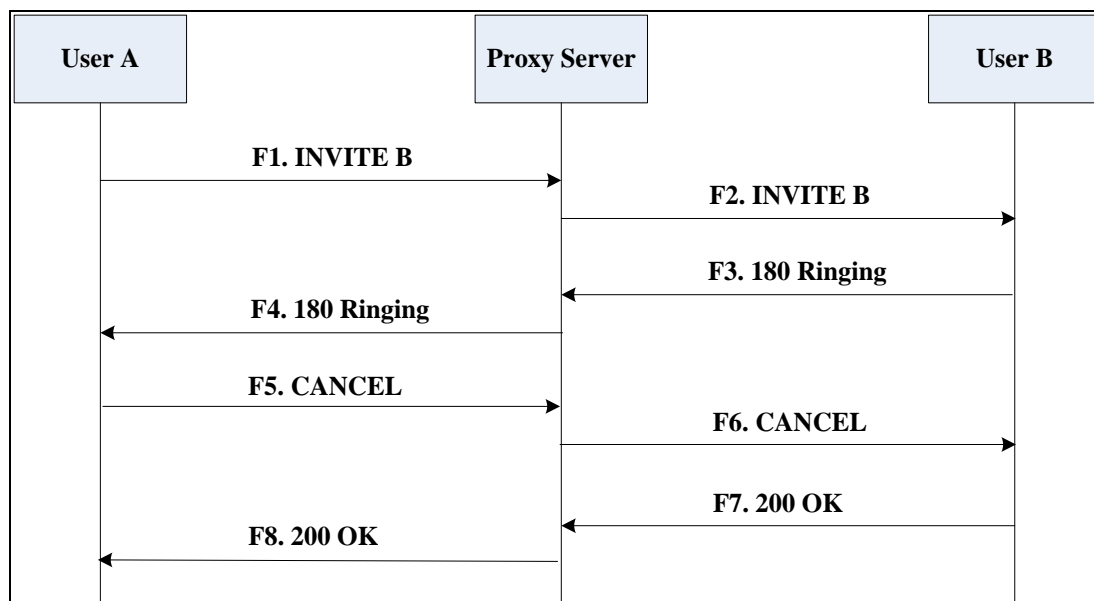 User A
Proxy Server
User B
F1. INVITE B
F2. INVITE B
F3. 180 Ringing
F4. 180 Ringing
F5. CANCEL
F6. CANCEL
F7. 200 OK
F8. 200 OK